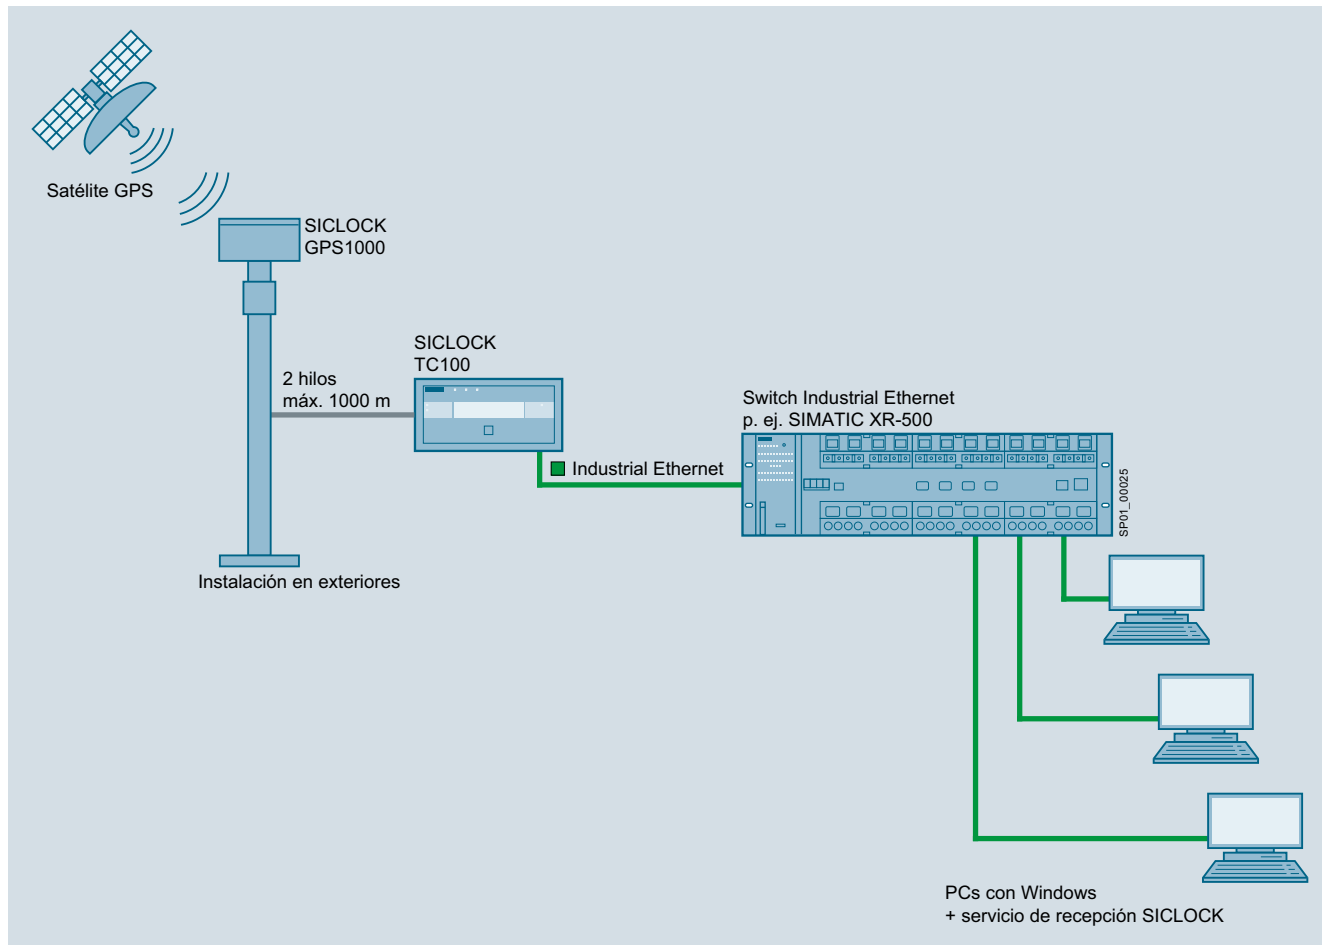 Satélite GPS
SICLOCK
GPS1000
2 hilos
máx. 1000 m
SICLOCK
TC100
Industrial Ethernet
Switch Industrial Ethernet
p. ej. SIMATIC XR-500
SP01_00025
Instalación en exteriores
PCs con Windows
+ servicio de recepción SICLOCK